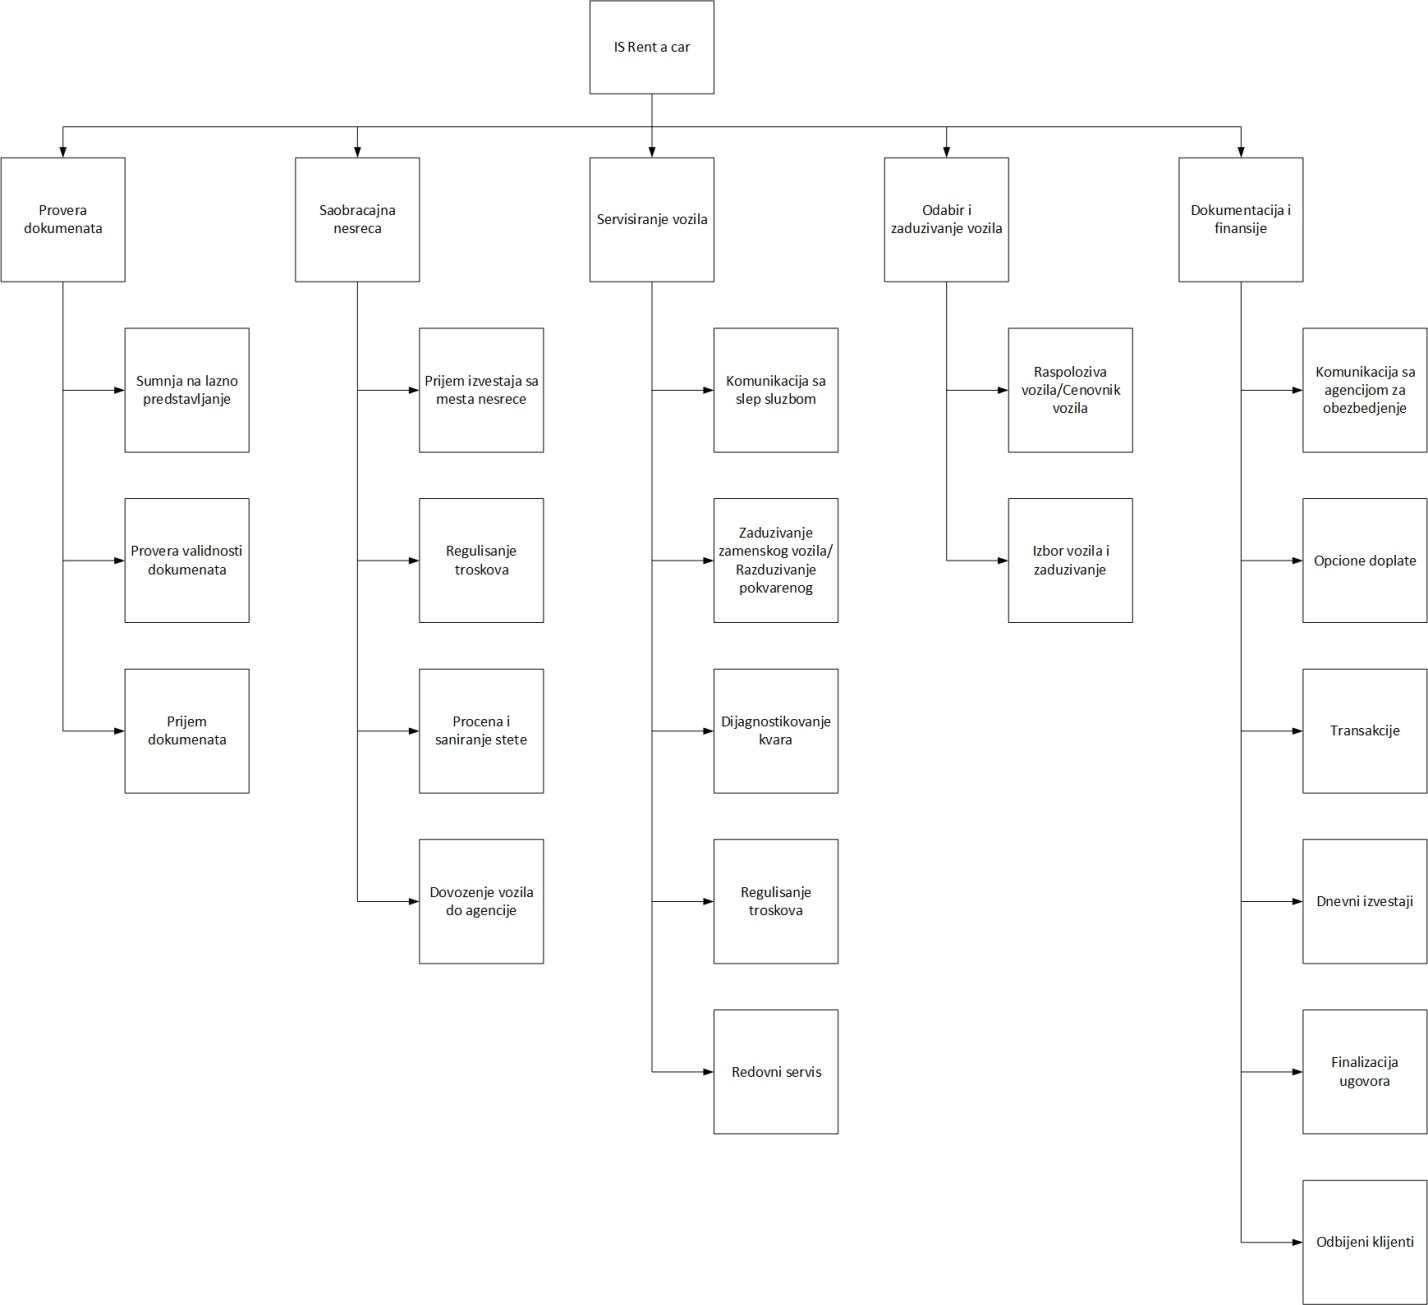 IS Rent a car
Provera
dokumenata
Saobracajna
nesreca
Servisiranje vozila
Odabir i
zaduzivanje vozila
Dokumentacija i
finansije
Sumnja na lazno
predstavljanje
Provera validnosti
dokumenata
Prijem
dokumenata
Prijem izvestaja sa
mesta nesrece
Regulisanje
troskova
Procena i
saniranje stete
Dovozenje vozila
do agencije
Komunikacija sa
slep sluzbom
Zaduzivanje
zamenskog vozila/
Razduzivanje
pokvarenog
Dijagnostikovanje
kvara
Regulisanje
troskova
Redovni servis
Raspoloziva
vozila/Cenovnik
vozila
Izbor vozila i
zaduzivanje
Komunikacija sa
agencijom za
obezbedjenje
Opcione doplate
Transakcije
Dnevni izvestaji
Finalizacija
ugovora
Odbijeni klijenti